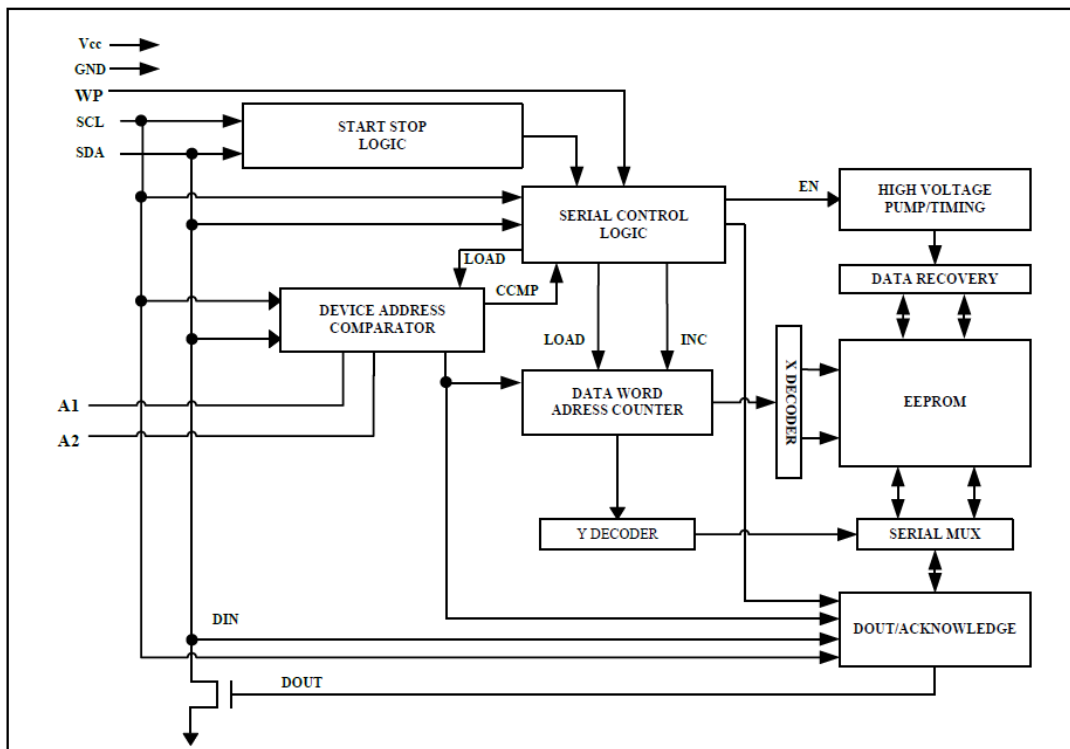 Vcc
GND
WP
SCL
SDA
START STOP
LOGIC
SERIAL CONTROL
LOGIC
EN
HIGH VOLTAGE
PUMP/TIMING
LOAD
CCMP
DATA RECOVERY
DEVICE ADDRESS
COMPARATOR
LOAD
INC
X DECODER
EEPROM
A1
A2
DATA WORD
ADRESS COUNTER
Y DECODER
SERIAL MUX
DIN
DOUT/ACKNOWLEDGE
DOUT